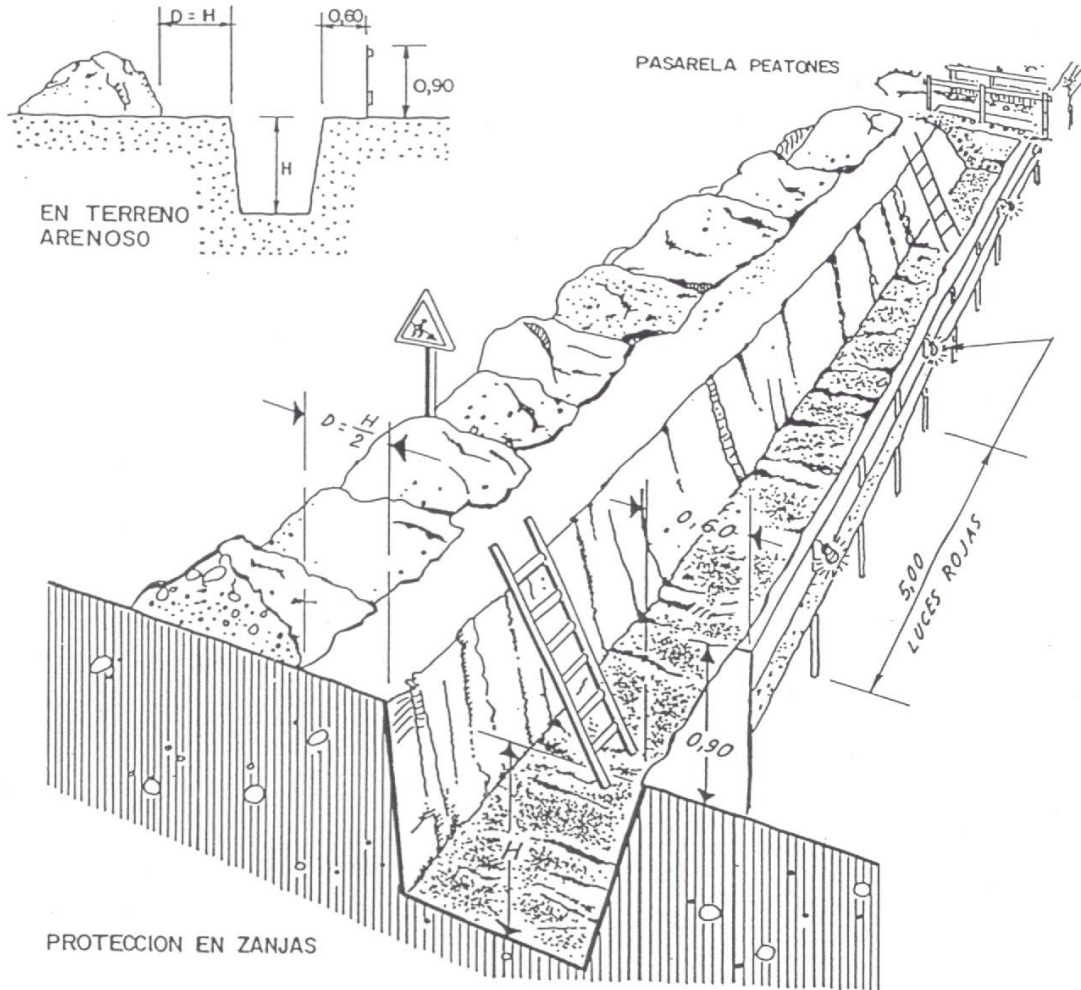 D = H
0,60
0,90
PASARELA PEATONES
H
EN TERRENO
ARENOSO
D = H/2
0,60
5,00
LUCES ROJAS
0,90
H
PROTECCION EN ZANJAS